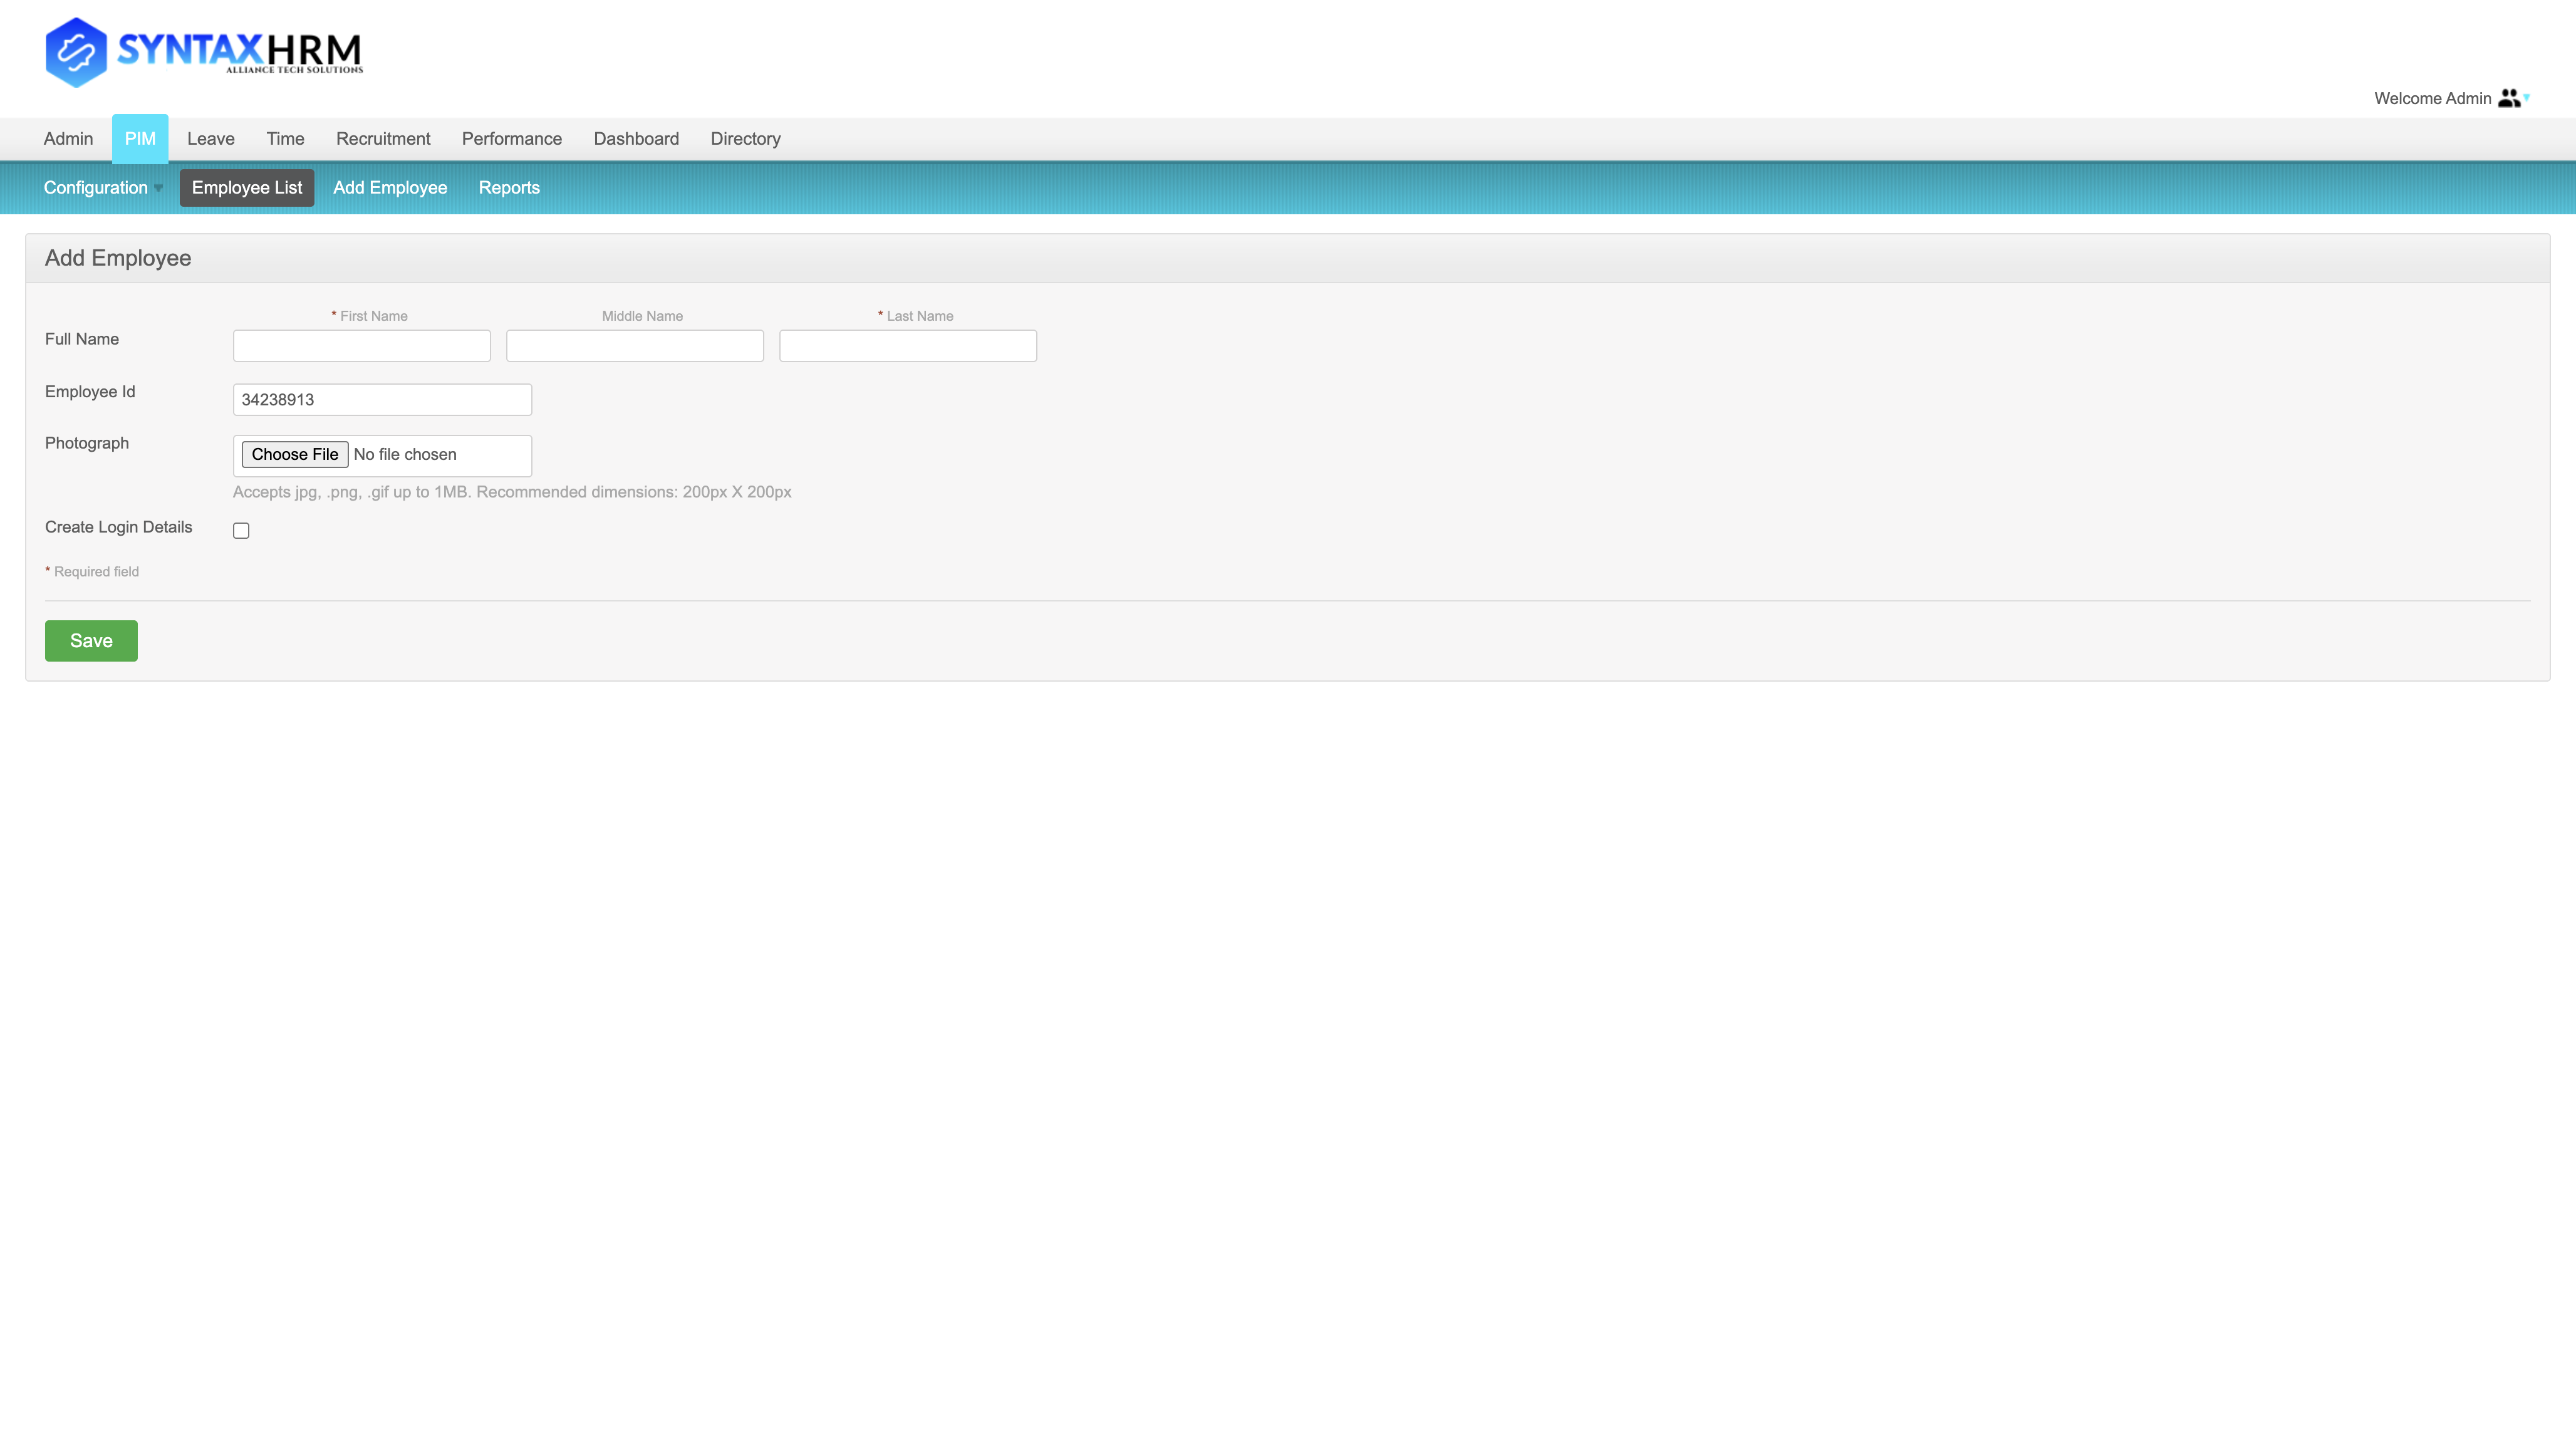 SYNTAXHRM
ALLIANCE TECH SOLUTIONS
Welcome Admin
Admin PIM Leave Time Recruitment Performance Dashboard Directory
Configuration Employee List Add Employee Reports
Add Employee
* First Name Middle Name * Last Name
Full Name
Employee Id 34238913
Photograph Choose File No file chosen
Accepts jpg, .png, .gif up to 1MB. Recommended dimensions: 200px X 200px
Create Login Details
* Required field
Save